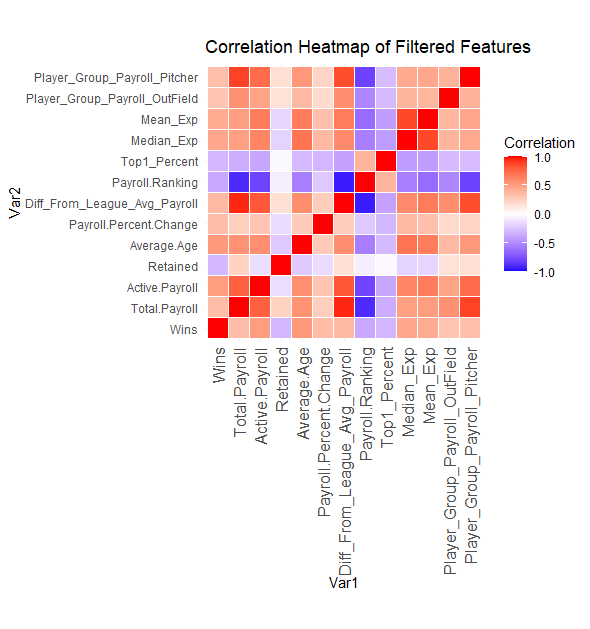 Correlation Heatmap of Filtered Features
Var2
Player_Group_Payroll_Pitcher
Player_Group_Payroll_OutField
Mean_Exp
Median_Exp
Top1_Percent
Payroll.Ranking
Diff_From_League_Avg_Payroll
Payroll.Percent.Change
Average.Age
Retained
Active.Payroll
Total.Payroll
Wins
Wins
Total.Payroll
Active.Payroll
Retained
Average.Age
Payroll.Percent.Change
Diff_From_League_Avg_Payroll
Payroll.Ranking
Top1_Percent
Median_Exp
Mean_Exp
Player_Group_Payroll_OutField
Player_Group_Payroll_Pitcher
Var1
Correlation
1.0
0.5
0.0
-0.5
-1.0